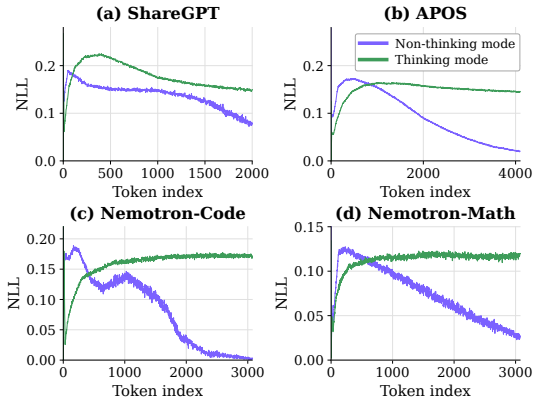 (a) ShareGPT
NLL
0.2
0.1
0.0
0
500
1000
1500
2000
Token index
(b) APOS
Non-thinking mode
Thinking mode
NLL
0.2
0.1
0.0
0
2000
4000
Token index
(c) Nemotron-Code
NLL
0.20
0.15
0.10
0.05
0.00
0
1000
2000
3000
Token index
(d) Nemotron-Math
NLL
0.15
0.10
0.05
0.00
0
1000
2000
3000
Token index